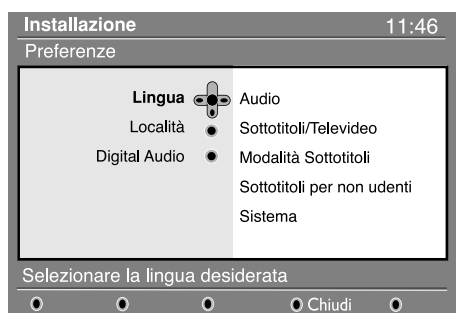 Installazione 11:46
Preferenze
Lingua
Località
Digital Audio
Audio
Sottotitoli/Televideo
Modalità Sottotitoli
Sottotitoli per non udenti
Sistema
Selezionare la lingua desiderata
Chiudi